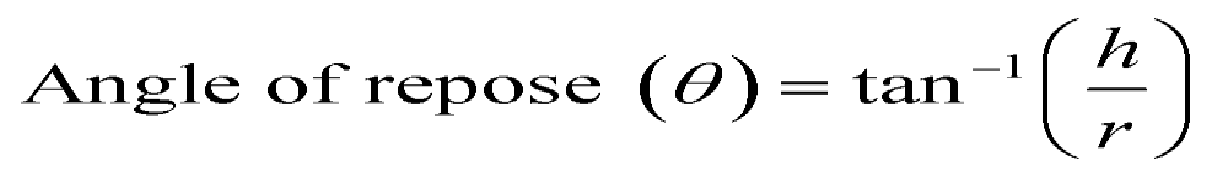 Angle of repose (θ) = tan⁻¹(h/r)